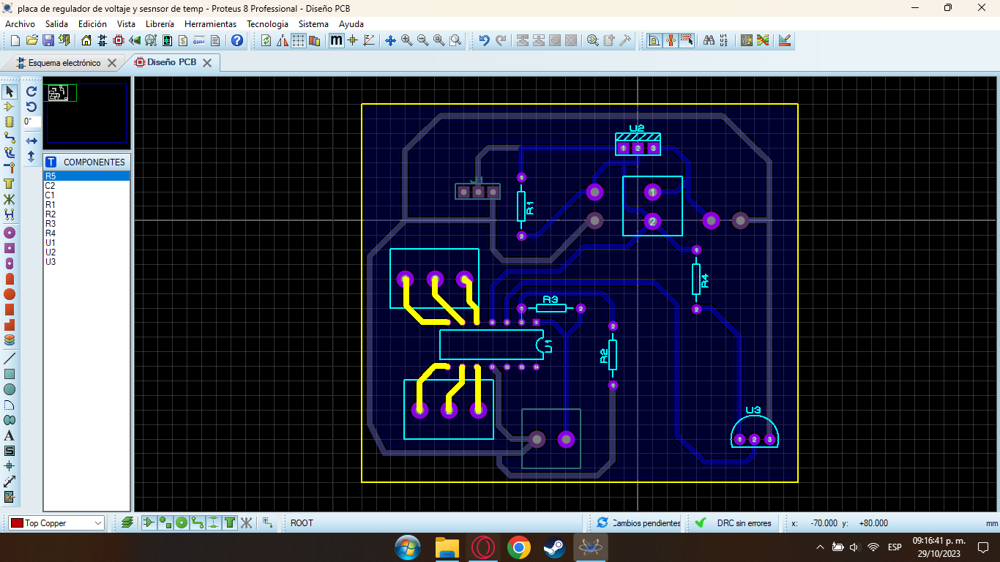 placa de regulador de voltaje y sesnsor de temp - Proteus 8 Professional - Diseño PCB
Archivo Salida Edición Vista Librería Herramientas Tecnologia Sistema Ayuda
Esquema electrónico Diseño PCB
0°
COMPONENTES
R5
C2
C1
R1
R2
R3
R4
U1
U2
U3
U2
1 2 3
J1
1
R1
2
1
2
1
R4
2
R3
1 2
2
R2
1
U1
11 12 13 14
U3
1 2 3
Top Copper
ROOT
Cambios pendientes
DRC sin errores
x: -70.000 y: +80.000
mm
ESP
09:16:41 p. m.
29/10/2023